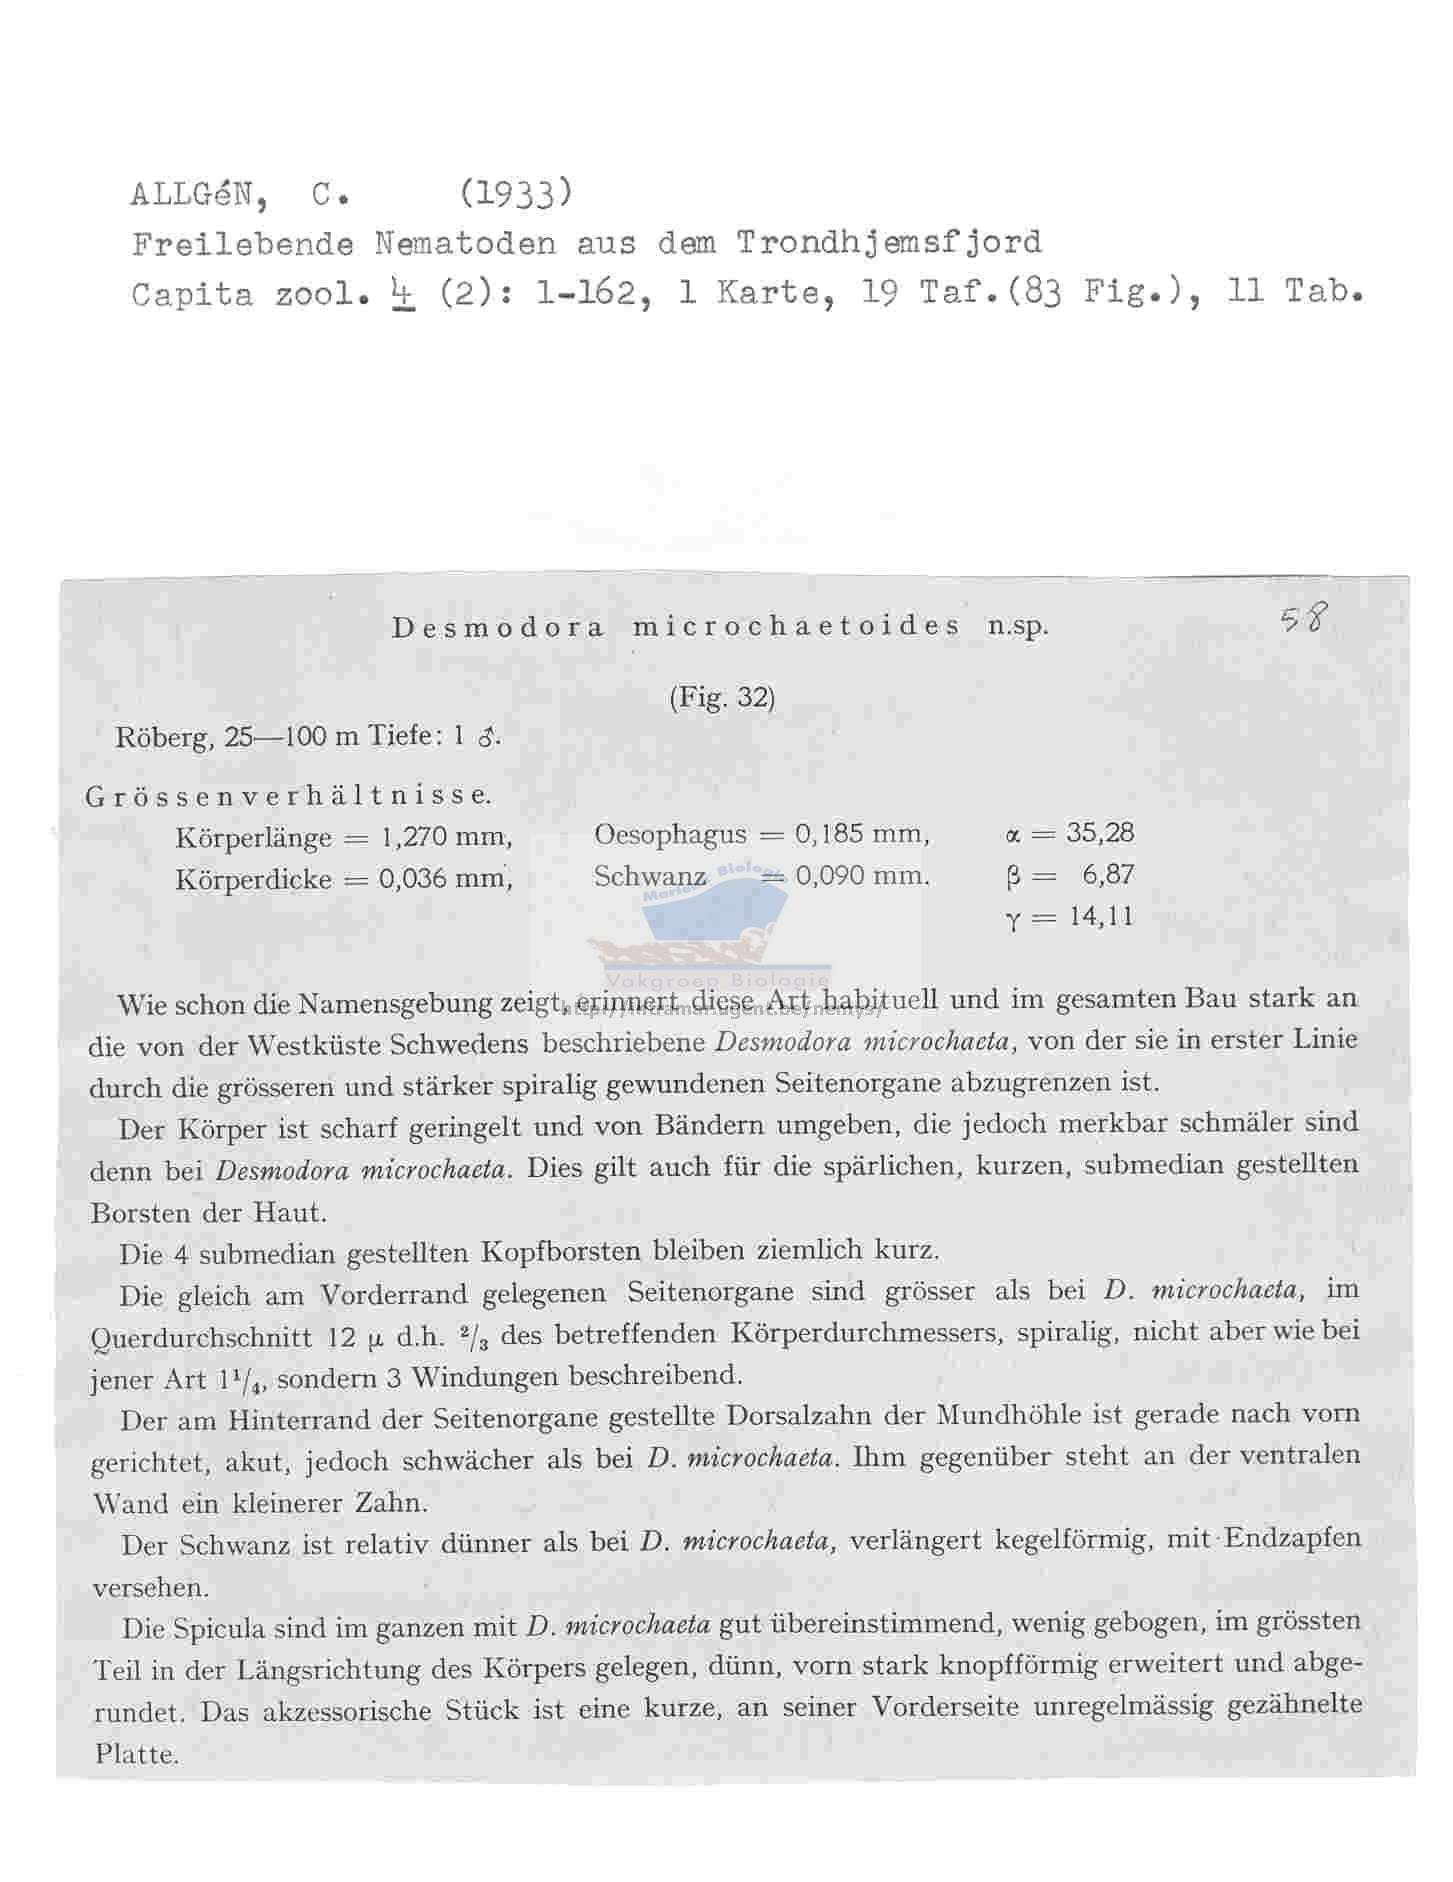 ALLGéN, C. (1933)
Freilebende Nematoden aus dem Trondhjemsfjord
Capita zool. 4 (2): 1-162, 1 Karte, 19 Taf.(83 Fig.), 11 Tab.
58
Desmodora microchaetoides n.sp.
(Fig. 32)
Röberg, 25—100 m Tiefe: 1 ♂.
Grössenverhältnisse.
Körperlänge = 1,270 mm, Oesophagus = 0,185 mm, α = 35,28
Körperdicke = 0,036 mm, Schwanz = 0,090 mm. β = 6,87
γ = 14,11
Marine Biologie
Vakgroep Biologie
Wie schon die Namensgebung zeigt, erinnert diese Art habituell und im gesamten Bau stark an
die von der Westküste Schwedens beschriebene Desmodora microchaeta, von der sie in erster Linie
durch die grösseren und stärker spiralig gewundenen Seitenorgane abzugrenzen ist.
Der Körper ist scharf geringelt und von Bändern umgeben, die jedoch merkbar schmäler sind
denn bei Desmodora microchaeta. Dies gilt auch für die spärlichen, kurzen, submedian gestellten
Borsten der Haut.
Die 4 submedian gestellten Kopfborsten bleiben ziemlich kurz.
Die gleich am Vorderrand gelegenen Seitenorgane sind grösser als bei D. microchaeta, im
Querdurchschnitt 12 μ d.h. ²/₃ des betreffenden Körperdurchmessers, spiralig, nicht aber wie bei
jener Art 1¹/₄, sondern 3 Windungen beschreibend.
Der am Hinterrand der Seitenorgane gestellte Dorsalzahn der Mundhöhle ist gerade nach vorn
gerichtet, akut, jedoch schwächer als bei D. microchaeta. Ihm gegenüber steht an der ventralen
Wand ein kleinerer Zahn.
Der Schwanz ist relativ dünner als bei D. microchaeta, verlängert kegelförmig, mit Endzapfen
versehen.
Die Spicula sind im ganzen mit D. microchaeta gut übereinstimmend, wenig gebogen, im grössten
Teil in der Längsrichtung des Körpers gelegen, dünn, vorn stark knopfförmig erweitert und abge-
rundet. Das akzessorische Stück ist eine kurze, an seiner Vorderseite unregelmässig gezähnelte
Platte.